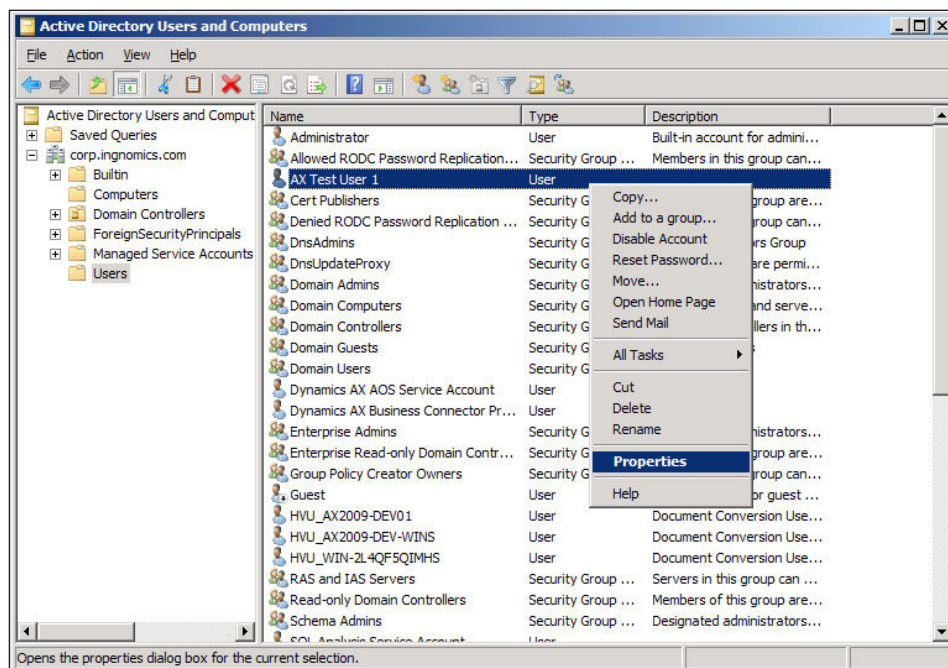 Active Directory Users and Computers
File Action View Help
Active Directory Users and Comput
Saved Queries
corp.ingnomics.com
Builtin
Computers
Domain Controllers
ForeignSecurityPrincipals
Managed Service Accounts
Users
Name Type Description
Administrator User Built-in account for admini...
Allowed RODC Password Replication... Security Group ... Members in this group can...
AX Test User 1 User
Cert Publishers Security G group are...
Denied RODC Password Replication ... Security G group can...
DnsAdmins Security G rs Group
DnsUpdateProxy Security G are permi...
Domain Admins Security G nistrators...
Domain Computers Security G and serve...
Domain Controllers Security G llers in th...
Domain Guests Security G
Domain Users Security G
Dynamics AX AOS Service Account User
Dynamics AX Business Connector Pr... User
Enterprise Admins Security G nistrators...
Enterprise Read-only Domain Contr... Security G group are...
Group Policy Creator Owners Security G group can...
Guest User or guest ...
HVU_AX2009-DEV01 User Document Conversion Use...
HVU_AX2009-DEV-WINS User Document Conversion Use...
HVU_WIN-2L4QF5QIMHS User Document Conversion Use...
RAS and IAS Servers Security Group ... Servers in this group can ...
Read-only Domain Controllers Security Group ... Members of this group are...
Schema Admins Security Group ... Designated administrators...
SQL Analysis Service Account User
Copy...
Add to a group...
Disable Account
Reset Password...
Move...
Open Home Page
Send Mail
All Tasks
Cut
Delete
Rename
Properties
Help
Opens the properties dialog box for the current selection.